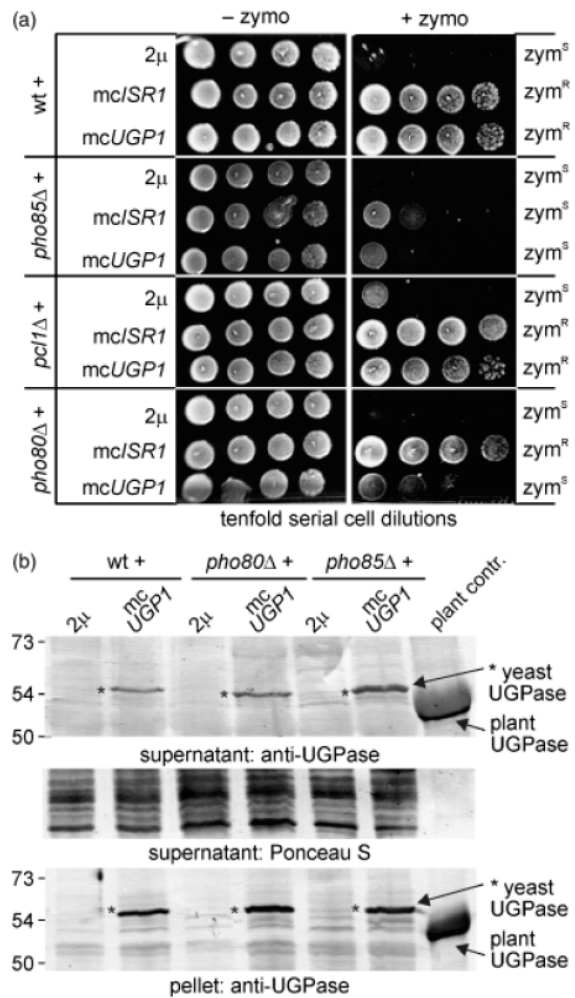 (a)
– zymo + zymo
wt +
2μ zymS
mcISR1 zymR
mcUGP1 zymR
pho85Δ +
2μ zymS
mcISR1 zymS
mcUGP1 zymS
pcl1Δ +
2μ zymS
mcISR1 zymR
mcUGP1 zymR
pho80Δ +
2μ zymS
mcISR1 zymR
mcUGP1 zymS
tenfold serial cell dilutions
(b)
wt + pho80Δ + pho85Δ + plant contr.
2μ mc UGP1 2μ mc UGP1 2μ mc UGP1
73
54
50
* * *
* yeast
UGPase
plant
UGPase
supernatant: anti-UGPase
supernatant: Ponceau S
73
54
50
* * *
* yeast
UGPase
plant
UGPase
pellet: anti-UGPase